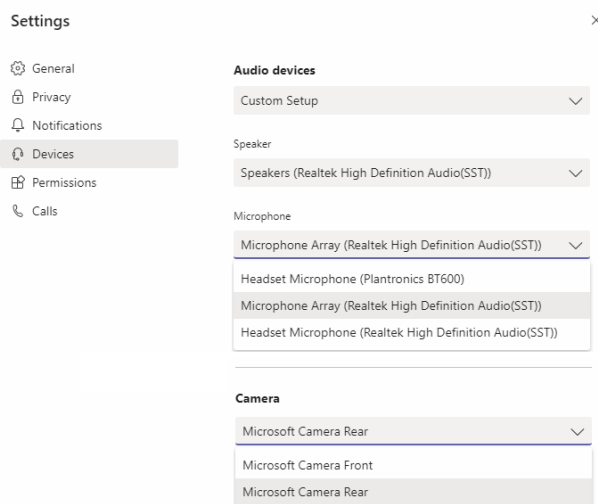 Settings
General
Privacy
Notifications
Devices
Permissions
Calls
Audio devices
Custom Setup
Speaker
Speakers (Realtek High Definition Audio(SST))
Microphone
Microphone Array (Realtek High Definition Audio(SST))
Headset Microphone (Plantronics BT600)
Microphone Array (Realtek High Definition Audio(SST))
Headset Microphone (Realtek High Definition Audio(SST))
Camera
Microsoft Camera Rear
Microsoft Camera Front
Microsoft Camera Rear